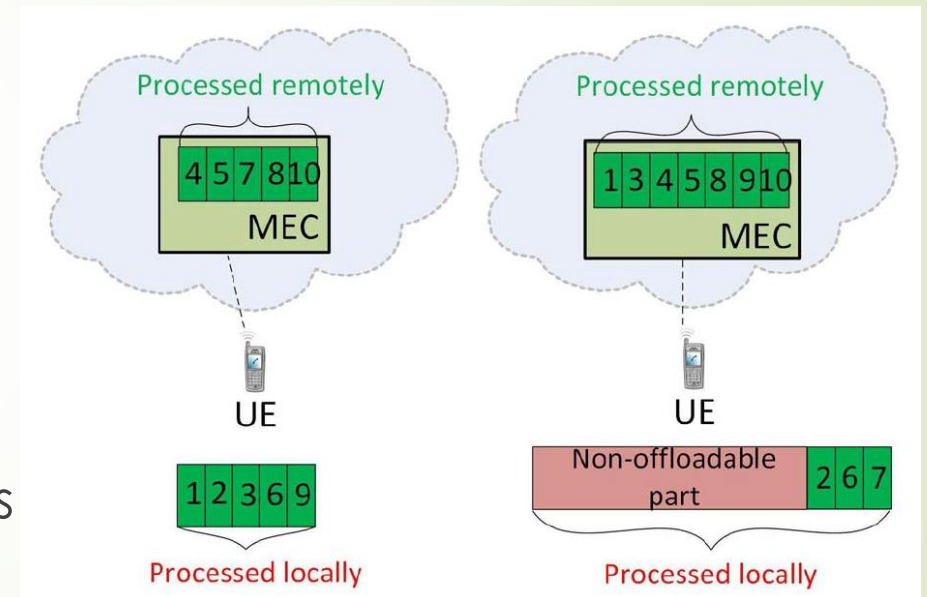 Processed remotely
4 5 7 8 10
MEC
UE
1 2 3 6 9
Processed locally
Processed remotely
1 3 4 5 8 9 10
MEC
UE
Non-offloadable
part
2 6 7
Processed locally
s